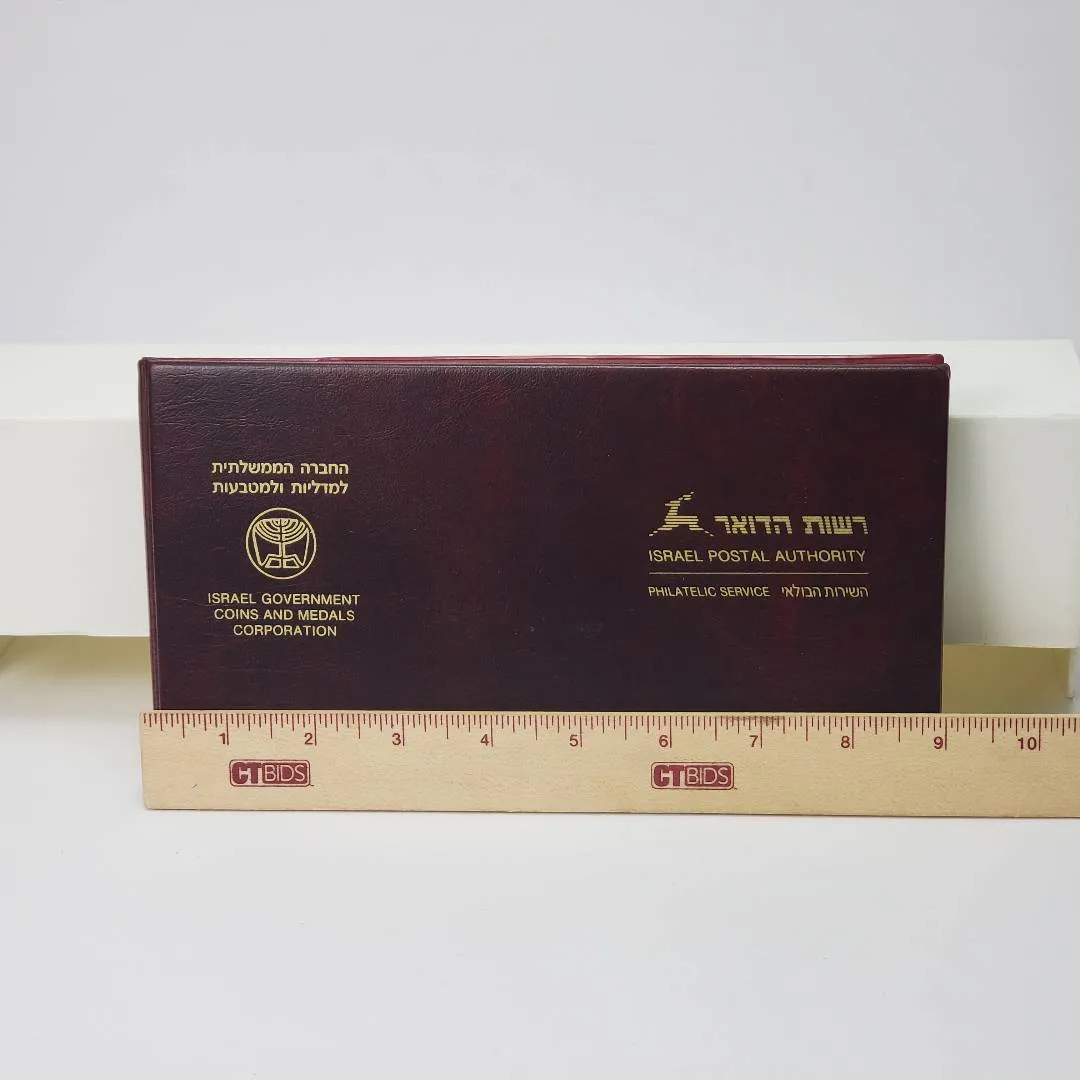 החברה הממשלתית
למדליות ולמטבעות
ISRAEL GOVERNMENT
COINS AND MEDALS
CORPORATION
רשות הדואר
ISRAEL POSTAL AUTHORITY
PHILATELIC SERVICE השירות הבולאי
1 2 3 4 5 6 7 8 9 10
CTBIDS CTBIDS